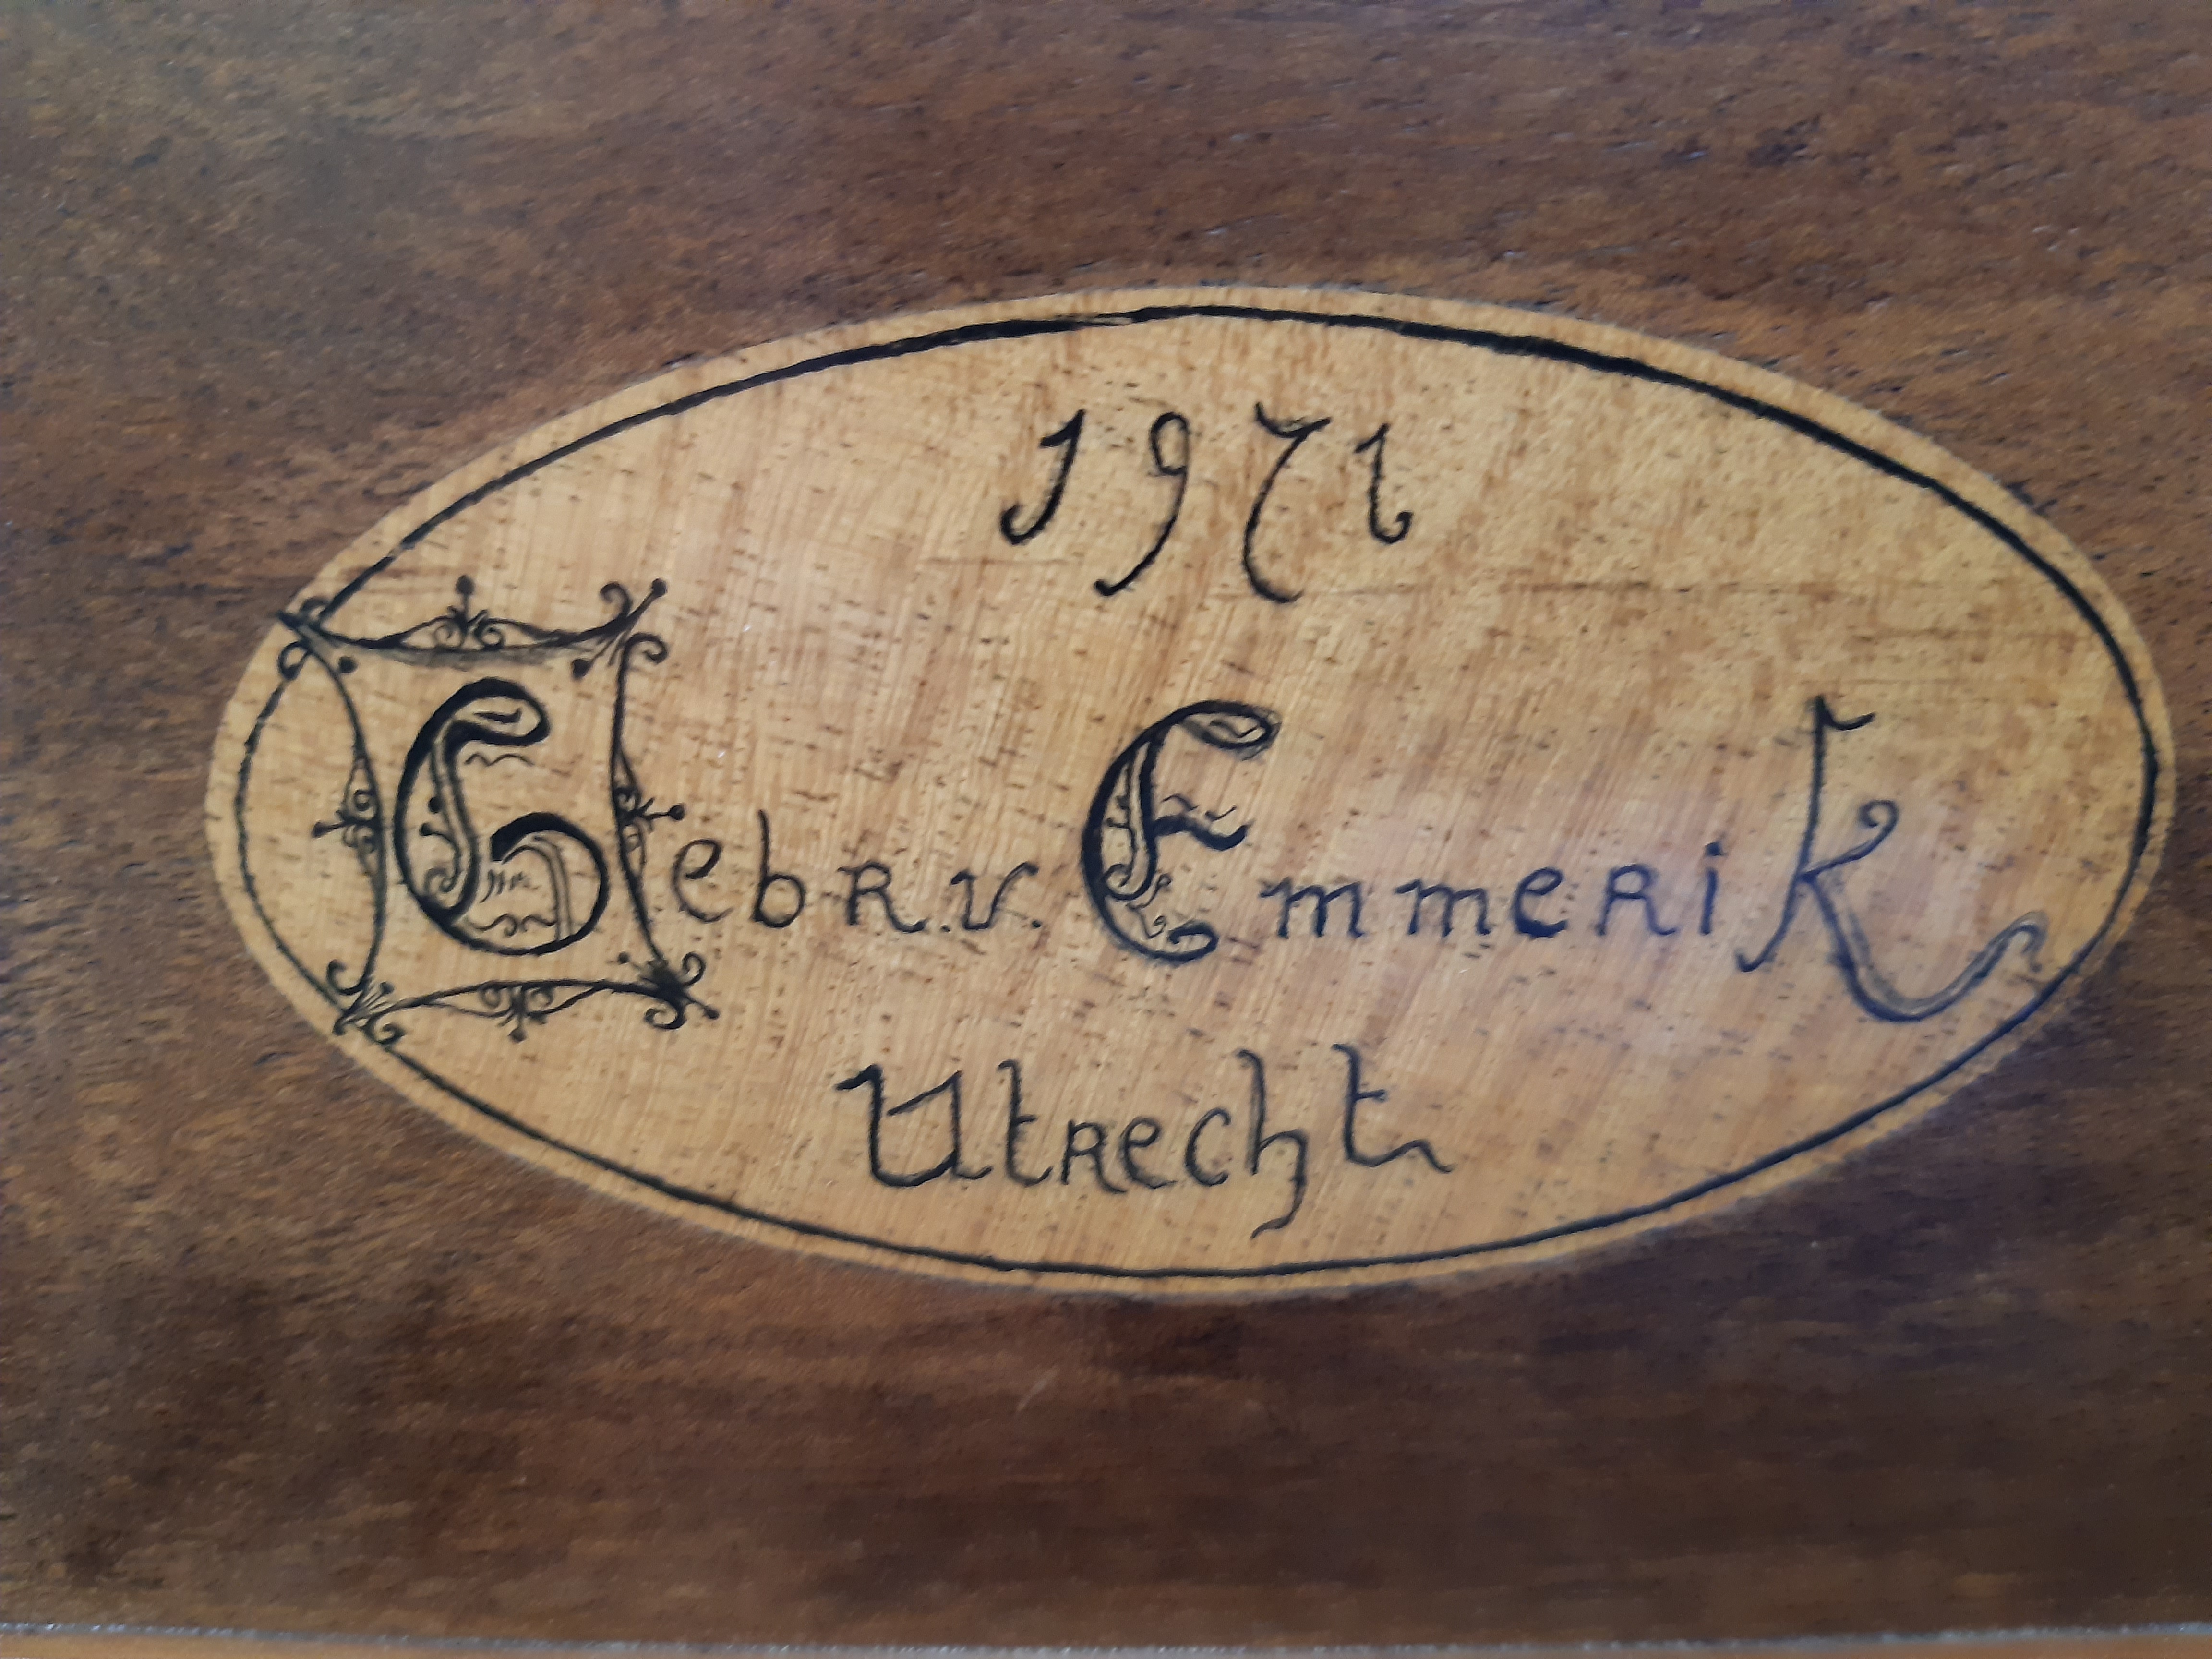 1971
Gebr. v. Emmerik
Utrecht